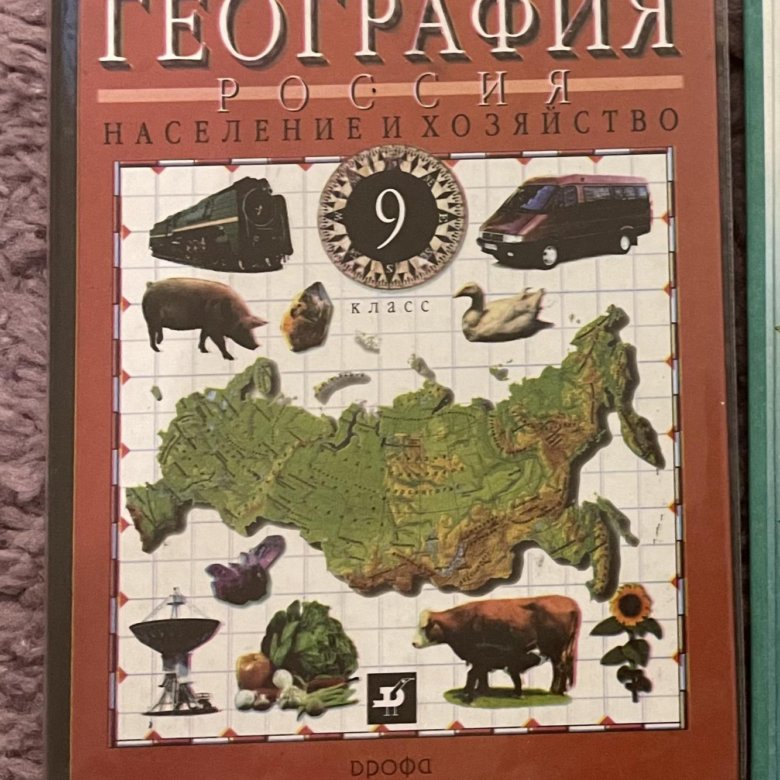 ГЕОГРАФИЯ
РОССИЯ
НАСЕЛЕНИЕ И ХОЗЯЙСТВО
9
класс
дрофа